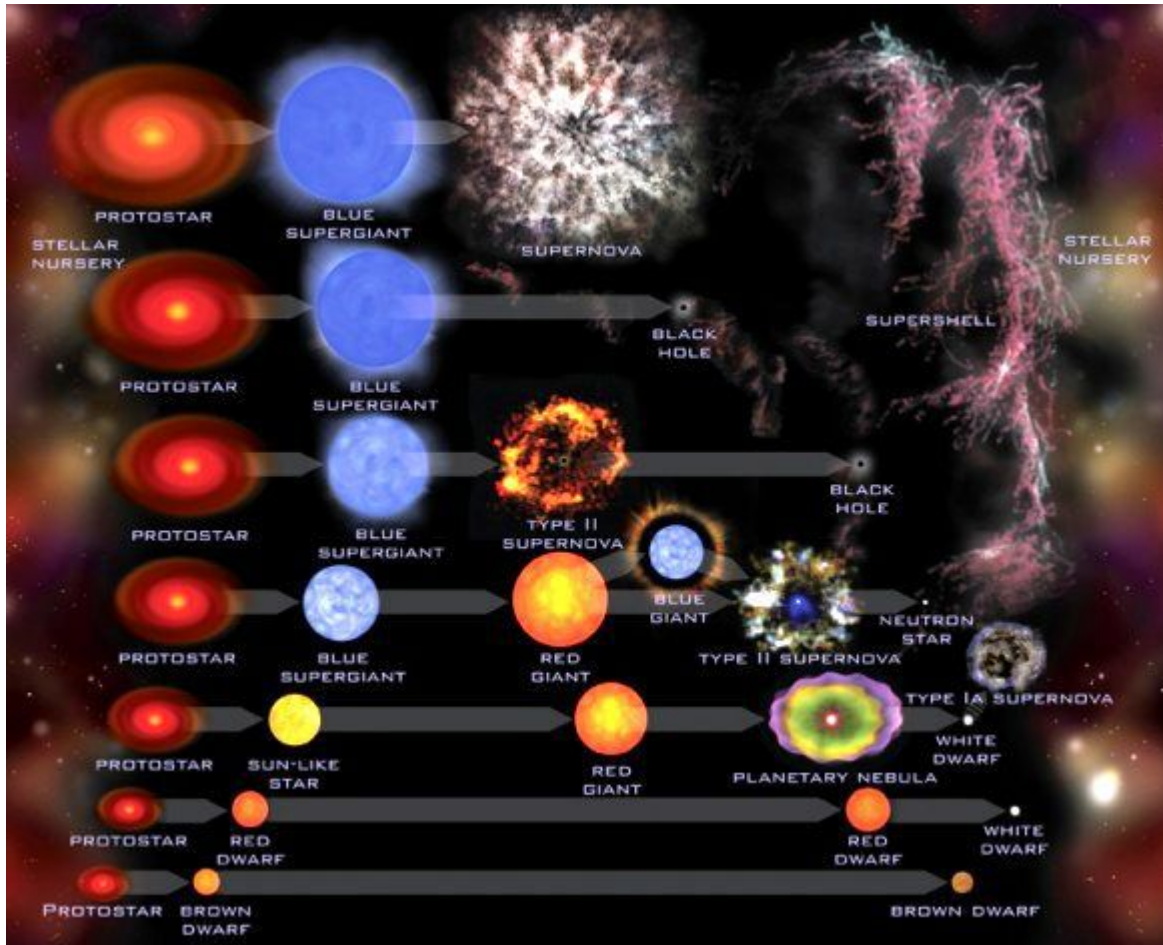 PROTOSTAR
BLUE
SUPERGIANT
SUPERNOVA
STELLAR
NURSERY
STELLAR
NURSERY
PROTOSTAR
BLUE
SUPERGIANT
BLACK
HOLE
SUPERSHELL
PROTOSTAR
BLUE
SUPERGIANT
TYPE II
SUPERNOVA
BLACK
HOLE
PROTOSTAR
BLUE
SUPERGIANT
RED
GIANT
BLUE
GIANT
TYPE II SUPERNOVA
NEUTRON
STAR
TYPE IA SUPERNOVA
PROTOSTAR
SUN-LIKE
STAR
RED
GIANT
PLANETARY NEBULA
WHITE
DWARF
PROTOSTAR
RED
DWARF
RED
DWARF
WHITE
DWARF
PROTOSTAR
BROWN
DWARF
BROWN DWARF